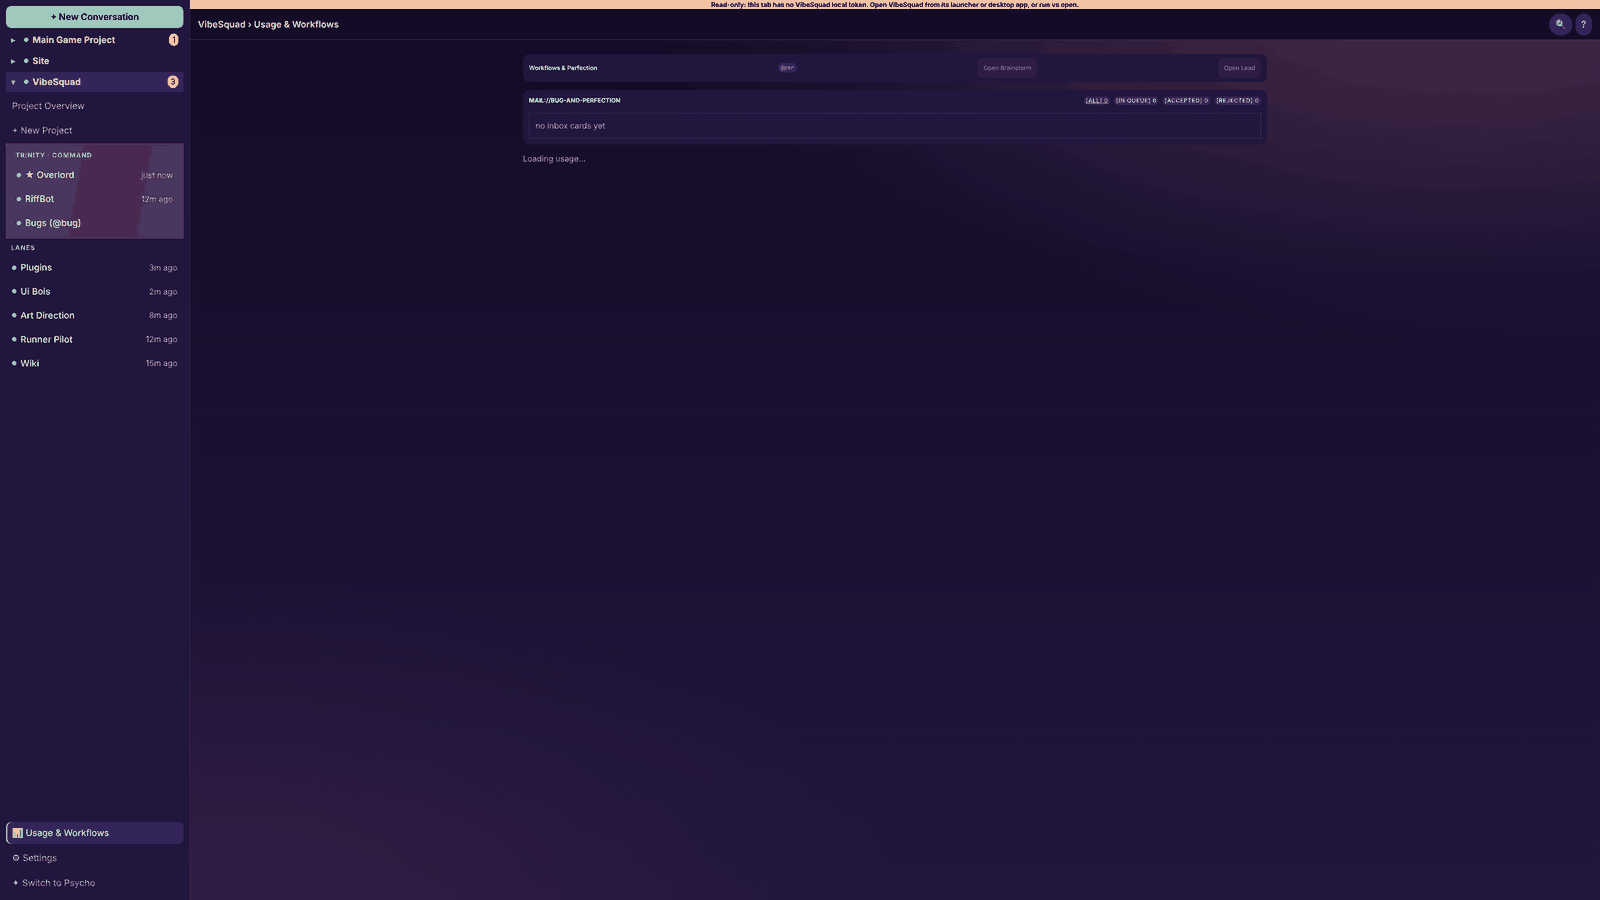 Read-only: this tab has no VibeSquad local token. Open VibeSquad from its launcher or desktop app, or run vs open.
+ New Conversation
VibeSquad › Usage & Workflows
?
▸ Main Game Project 1
▸ Site
▾ VibeSquad 3
Project Overview
+ New Project
TRINITY · COMMAND
★ Overlord just now
RiffBot 12m ago
Bugs (@bug)
LANES
Plugins 3m ago
Ui Bois 2m ago
Art Direction 8m ago
Runner Pilot 12m ago
Wiki 15m ago
Usage & Workflows
Settings
Switch to Psycho
Workflows & Perfection @per Open Brainstorm Open Lead
MAIL://BUG-AND-PERFECTION [ALL] 0 [IN QUEUE] 0 [ACCEPTED] 0 [REJECTED] 0
no inbox cards yet
Loading usage...